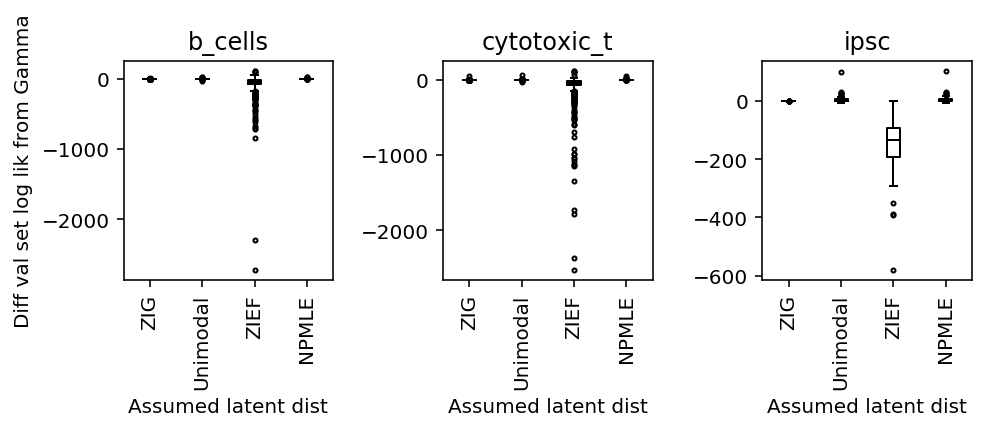 Diff val set log lik from Gamma
b_cells
0
−1000
−2000
ZIG
Unimodal
ZIEF
NPMLE
Assumed latent dist
cytotoxic_t
0
−1000
−2000
ZIG
Unimodal
ZIEF
NPMLE
Assumed latent dist
ipsc
0
−200
−400
−600
ZIG
Unimodal
ZIEF
NPMLE
Assumed latent dist